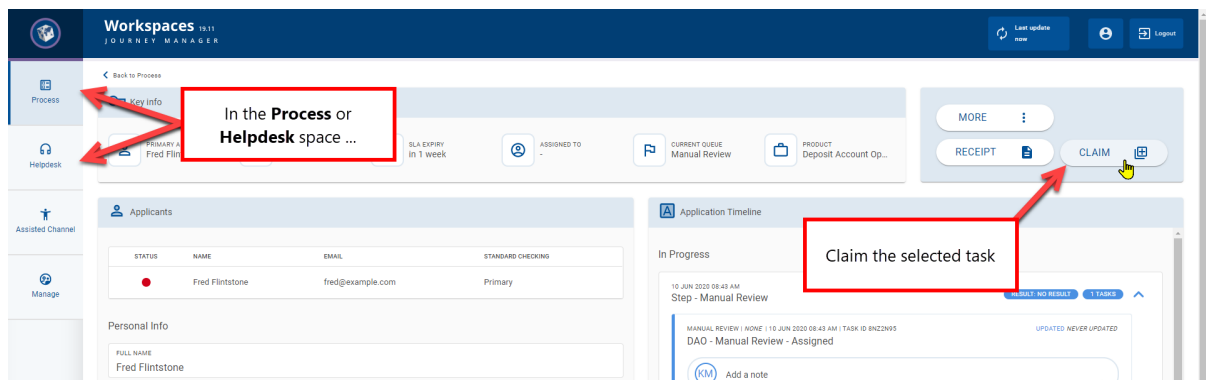 Workspaces 19.11
JOURNEY MANAGER
Last update
now
Logout
Process
Helpdesk
Assisted Channel
Manage
Back to Process
Key info
In the Process or
Helpdesk space ...
PRIMARY A
Fred Flin
SLA EXPIRY
in 1 week
ASSIGNED TO
-
CURRENT QUEUE
Manual Review
PRODUCT
Deposit Account Op...
MORE
RECEIPT
CLAIM
Claim the selected task
Applicants
STATUS NAME EMAIL STANDARD CHECKING
Fred Flintstone fred@example.com Primary
Personal Info
FULL NAME
Fred Flintstone
Application Timeline
In Progress
10 JUN 2020 08:43 AM
Step - Manual Review
RESULT: NO RESULT
1 TASKS
MANUAL REVIEW | NONE | 10 JUN 2020 08:43 AM | TASK ID 8NZ2N95
UPDATED NEVER UPDATED
DAO - Manual Review - Assigned
KM
Add a note